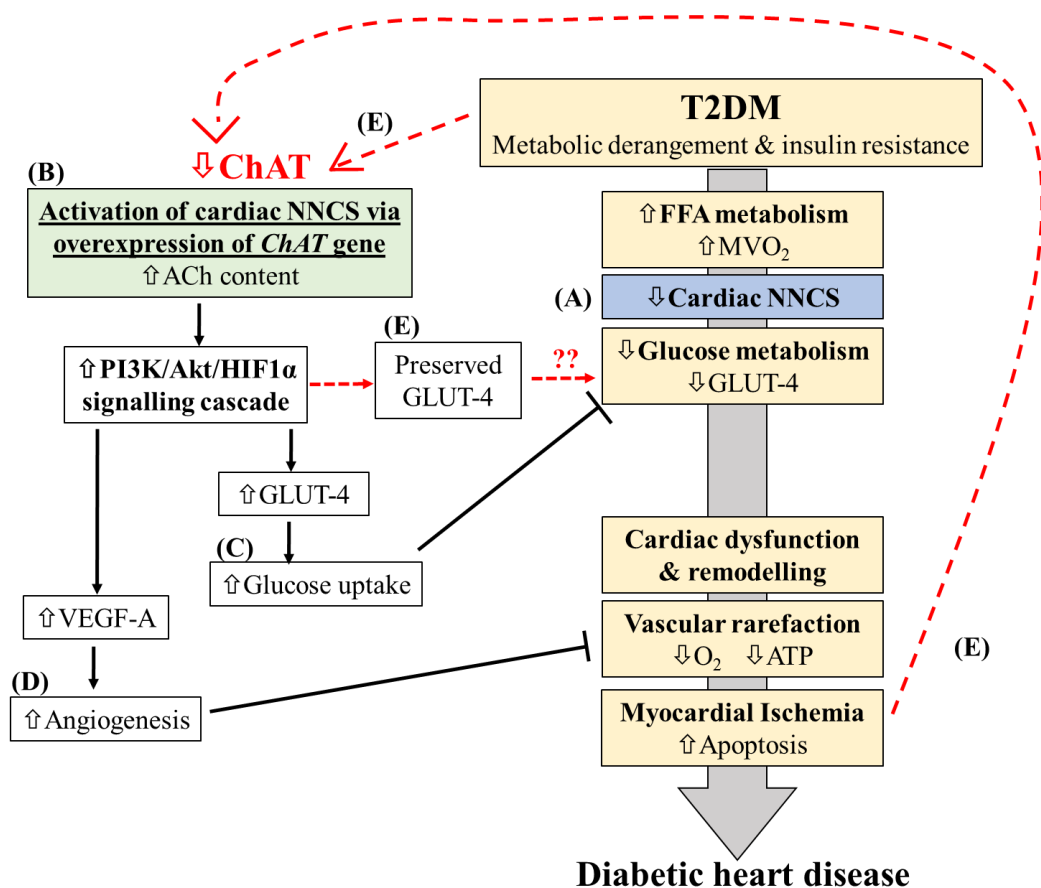 T2DM
Metabolic derangement & insulin resistance
(E)
⇩ChAT
(B)
Activation of cardiac NNCS via
overexpression of ChAT gene
⇧ACh content
⇧FFA metabolism
⇧MVO₂
(A)
⇩Cardiac NNCS
⇧PI3K/Akt/HIF1α
signalling cascade
(E)
Preserved
GLUT-4
??
⇩Glucose metabolism
⇩GLUT-4
⇧GLUT-4
(C)
⇧Glucose uptake
Cardiac dysfunction
& remodelling
⇧VEGF-A
Vascular rarefaction
⇩O₂ ⇩ATP
(E)
(D)
⇧Angiogenesis
Myocardial Ischemia
⇧Apoptosis
Diabetic heart disease